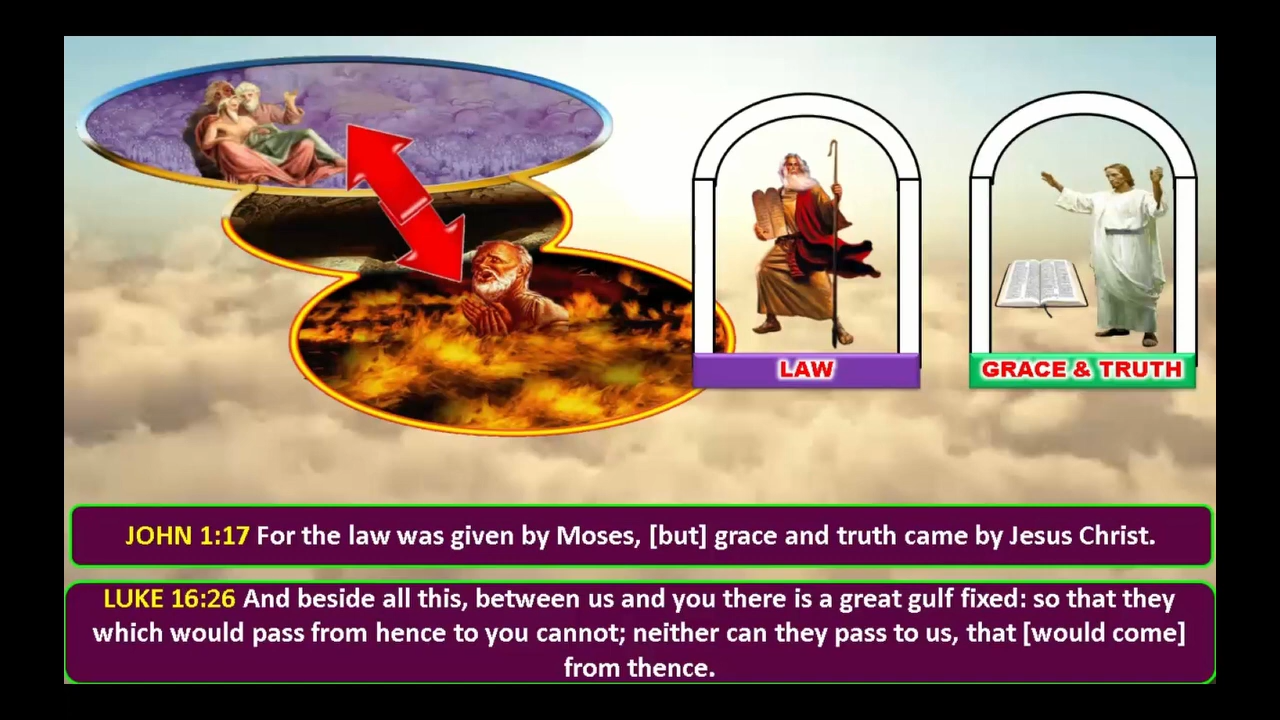 LAW
GRACE & TRUTH
JOHN 1:17 For the law was given by Moses, [but] grace and truth came by Jesus Christ.
LUKE 16:26 And beside all this, between us and you there is a great gulf fixed: so that they
which would pass from hence to you cannot; neither can they pass to us, that [would come]
from thence.